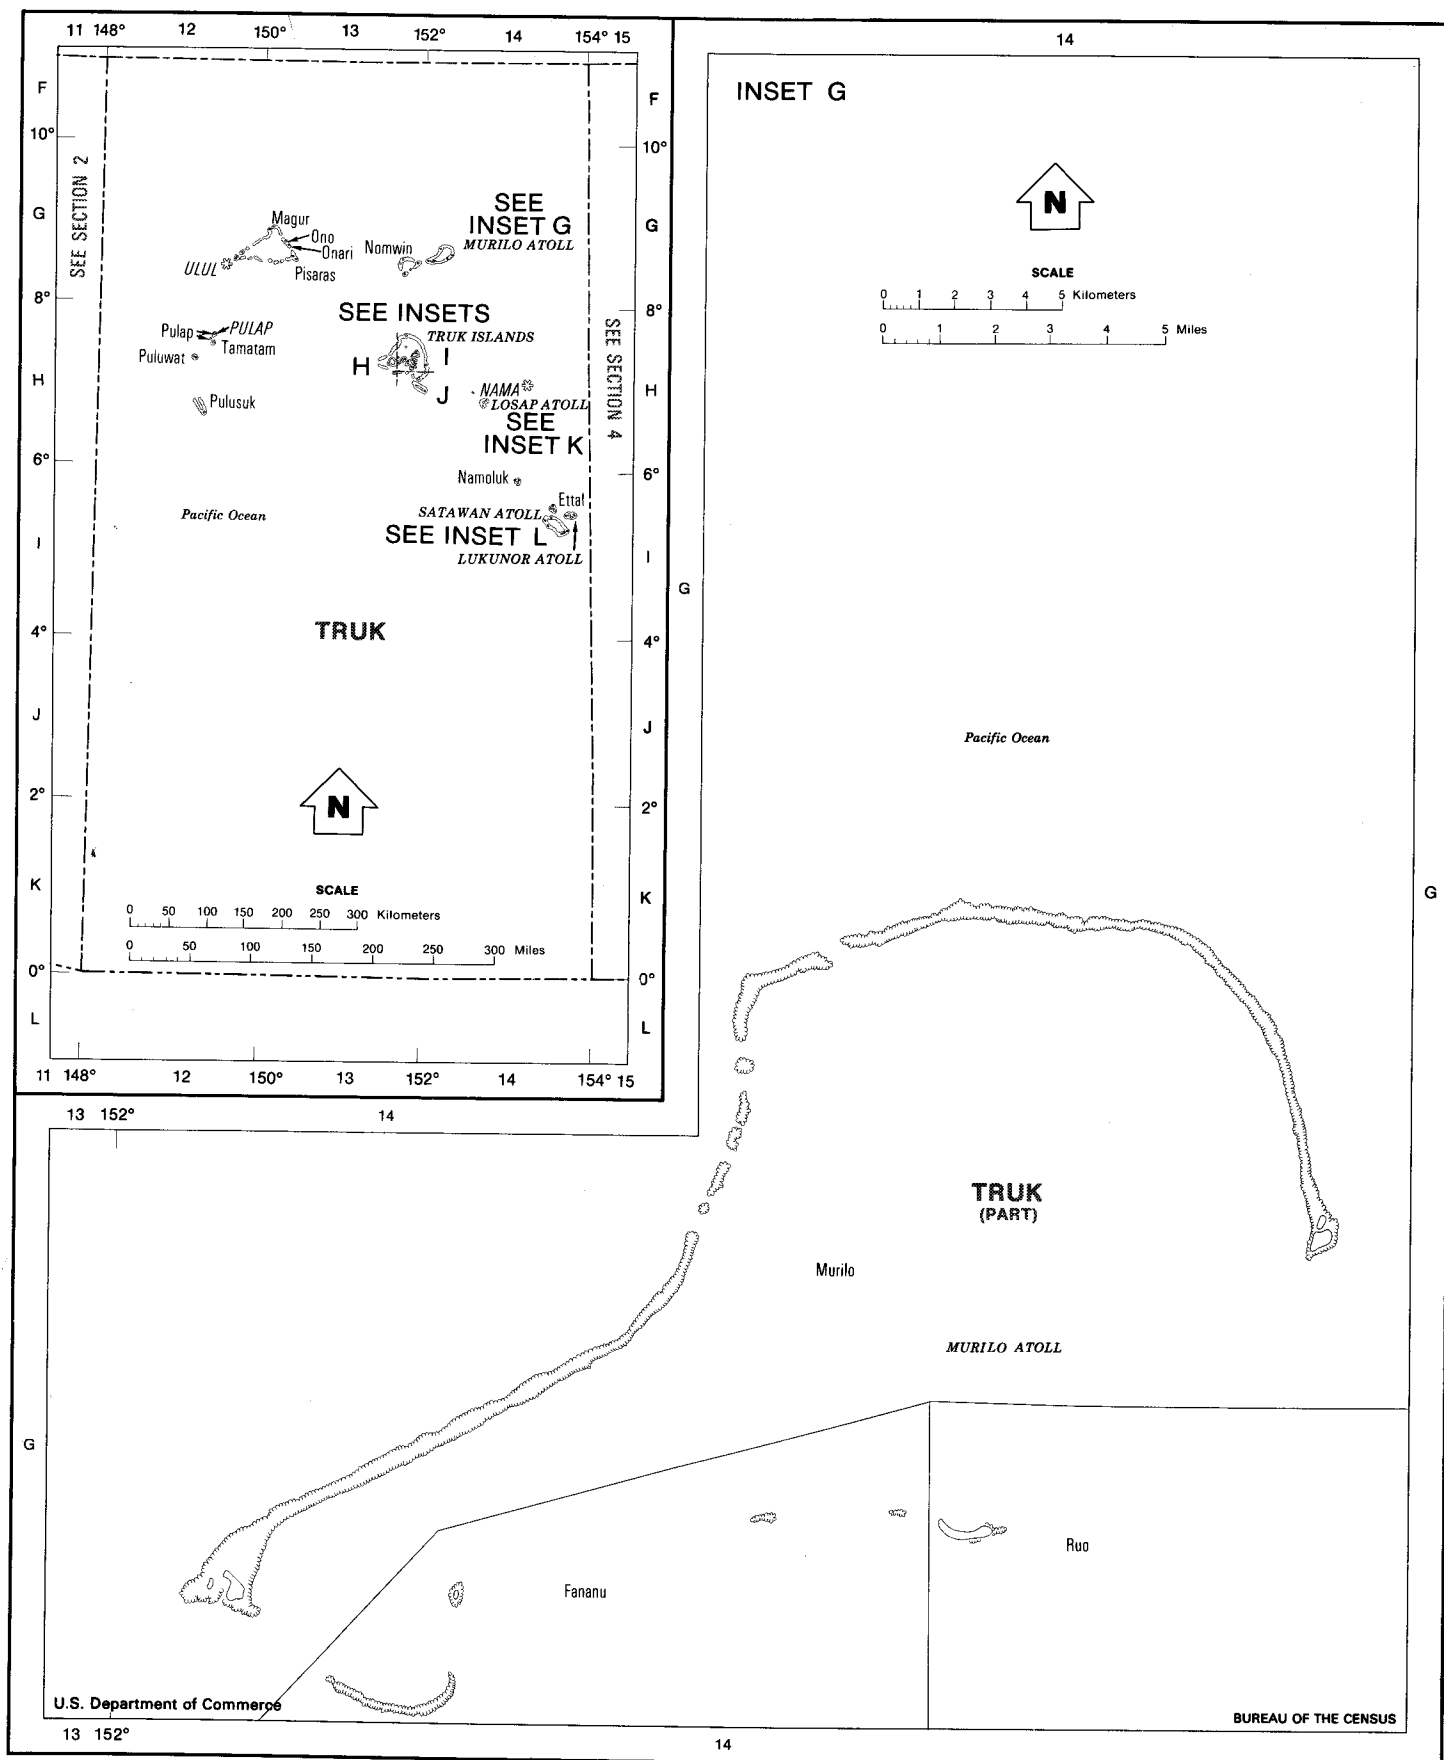 11 148° 12 150° 13 152° 14 154° 15
F
F
10°
10°
SEE SECTION 2
G
G
SEE
INSET G
MURILO ATOLL
Magur
Ono
Onari
Nomwin
ULUL
Pisaras
8°
8°
SEE INSETS
TRUK ISLANDS
Pulap
PULAP
Tamatam
Puluwat
H
I
J
SEE SECTION 4
H
H
NAMA
LOSAP ATOLL
Pulusuk
SEE
INSET K
6°
6°
Namoluk
Ettal
Pacific Ocean
SATAWAN ATOLL
SEE INSET L
LUKUNOR ATOLL
I
I
4°
4°
TRUK
J
J
2°
2°
N
K
K
SCALE
0 50 100 150 200 250 300 Kilometers
0 50 100 150 200 250 300 Miles
0°
0°
L
L
11 148° 12 150° 13 152° 14 154° 15
14
INSET G
N
SCALE
0 1 2 3 4 5 Kilometers
0 1 2 3 4 5 Miles
G
Pacific Ocean
G
13 152° 14
TRUK
(PART)
Murilo
MURILO ATOLL
G
Ruo
Fananu
U.S. Department of Commerce
BUREAU OF THE CENSUS
13 152° 14